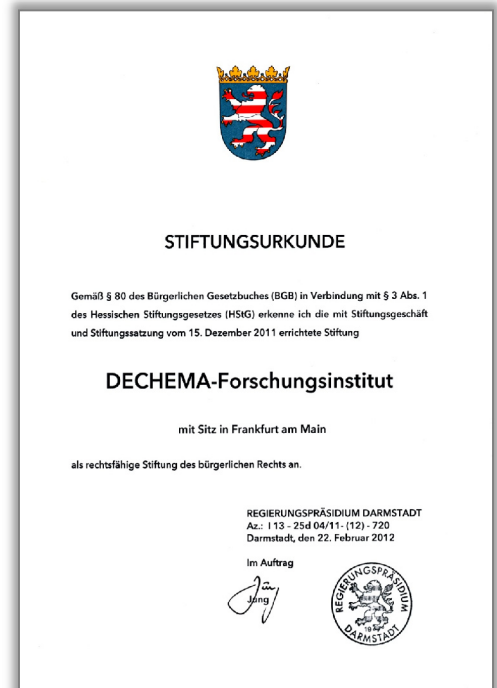 STIFTUNGSURKUNDE
Gemäß § 80 des Bürgerlichen Gesetzbuches (BGB) in Verbindung mit § 3 Abs. 1
des Hessischen Stiftungsgesetzes (HStG) erkenne ich die mit Stiftungsgeschäft
und Stiftungssatzung vom 15. Dezember 2011 errichtete Stiftung
DECHEMA-Forschungsinstitut
mit Sitz in Frankfurt am Main
als rechtsfähige Stiftung des bürgerlichen Rechts an.
REGIERUNGSPRÄSIDIUM DARMSTADT
Az.: I 13 - 25d 04/11- (12) - 720
Darmstadt, den 22. Februar 2012
Im Auftrag
Jung
REGIERUNGSPRÄSIDIUM
DARMSTADT